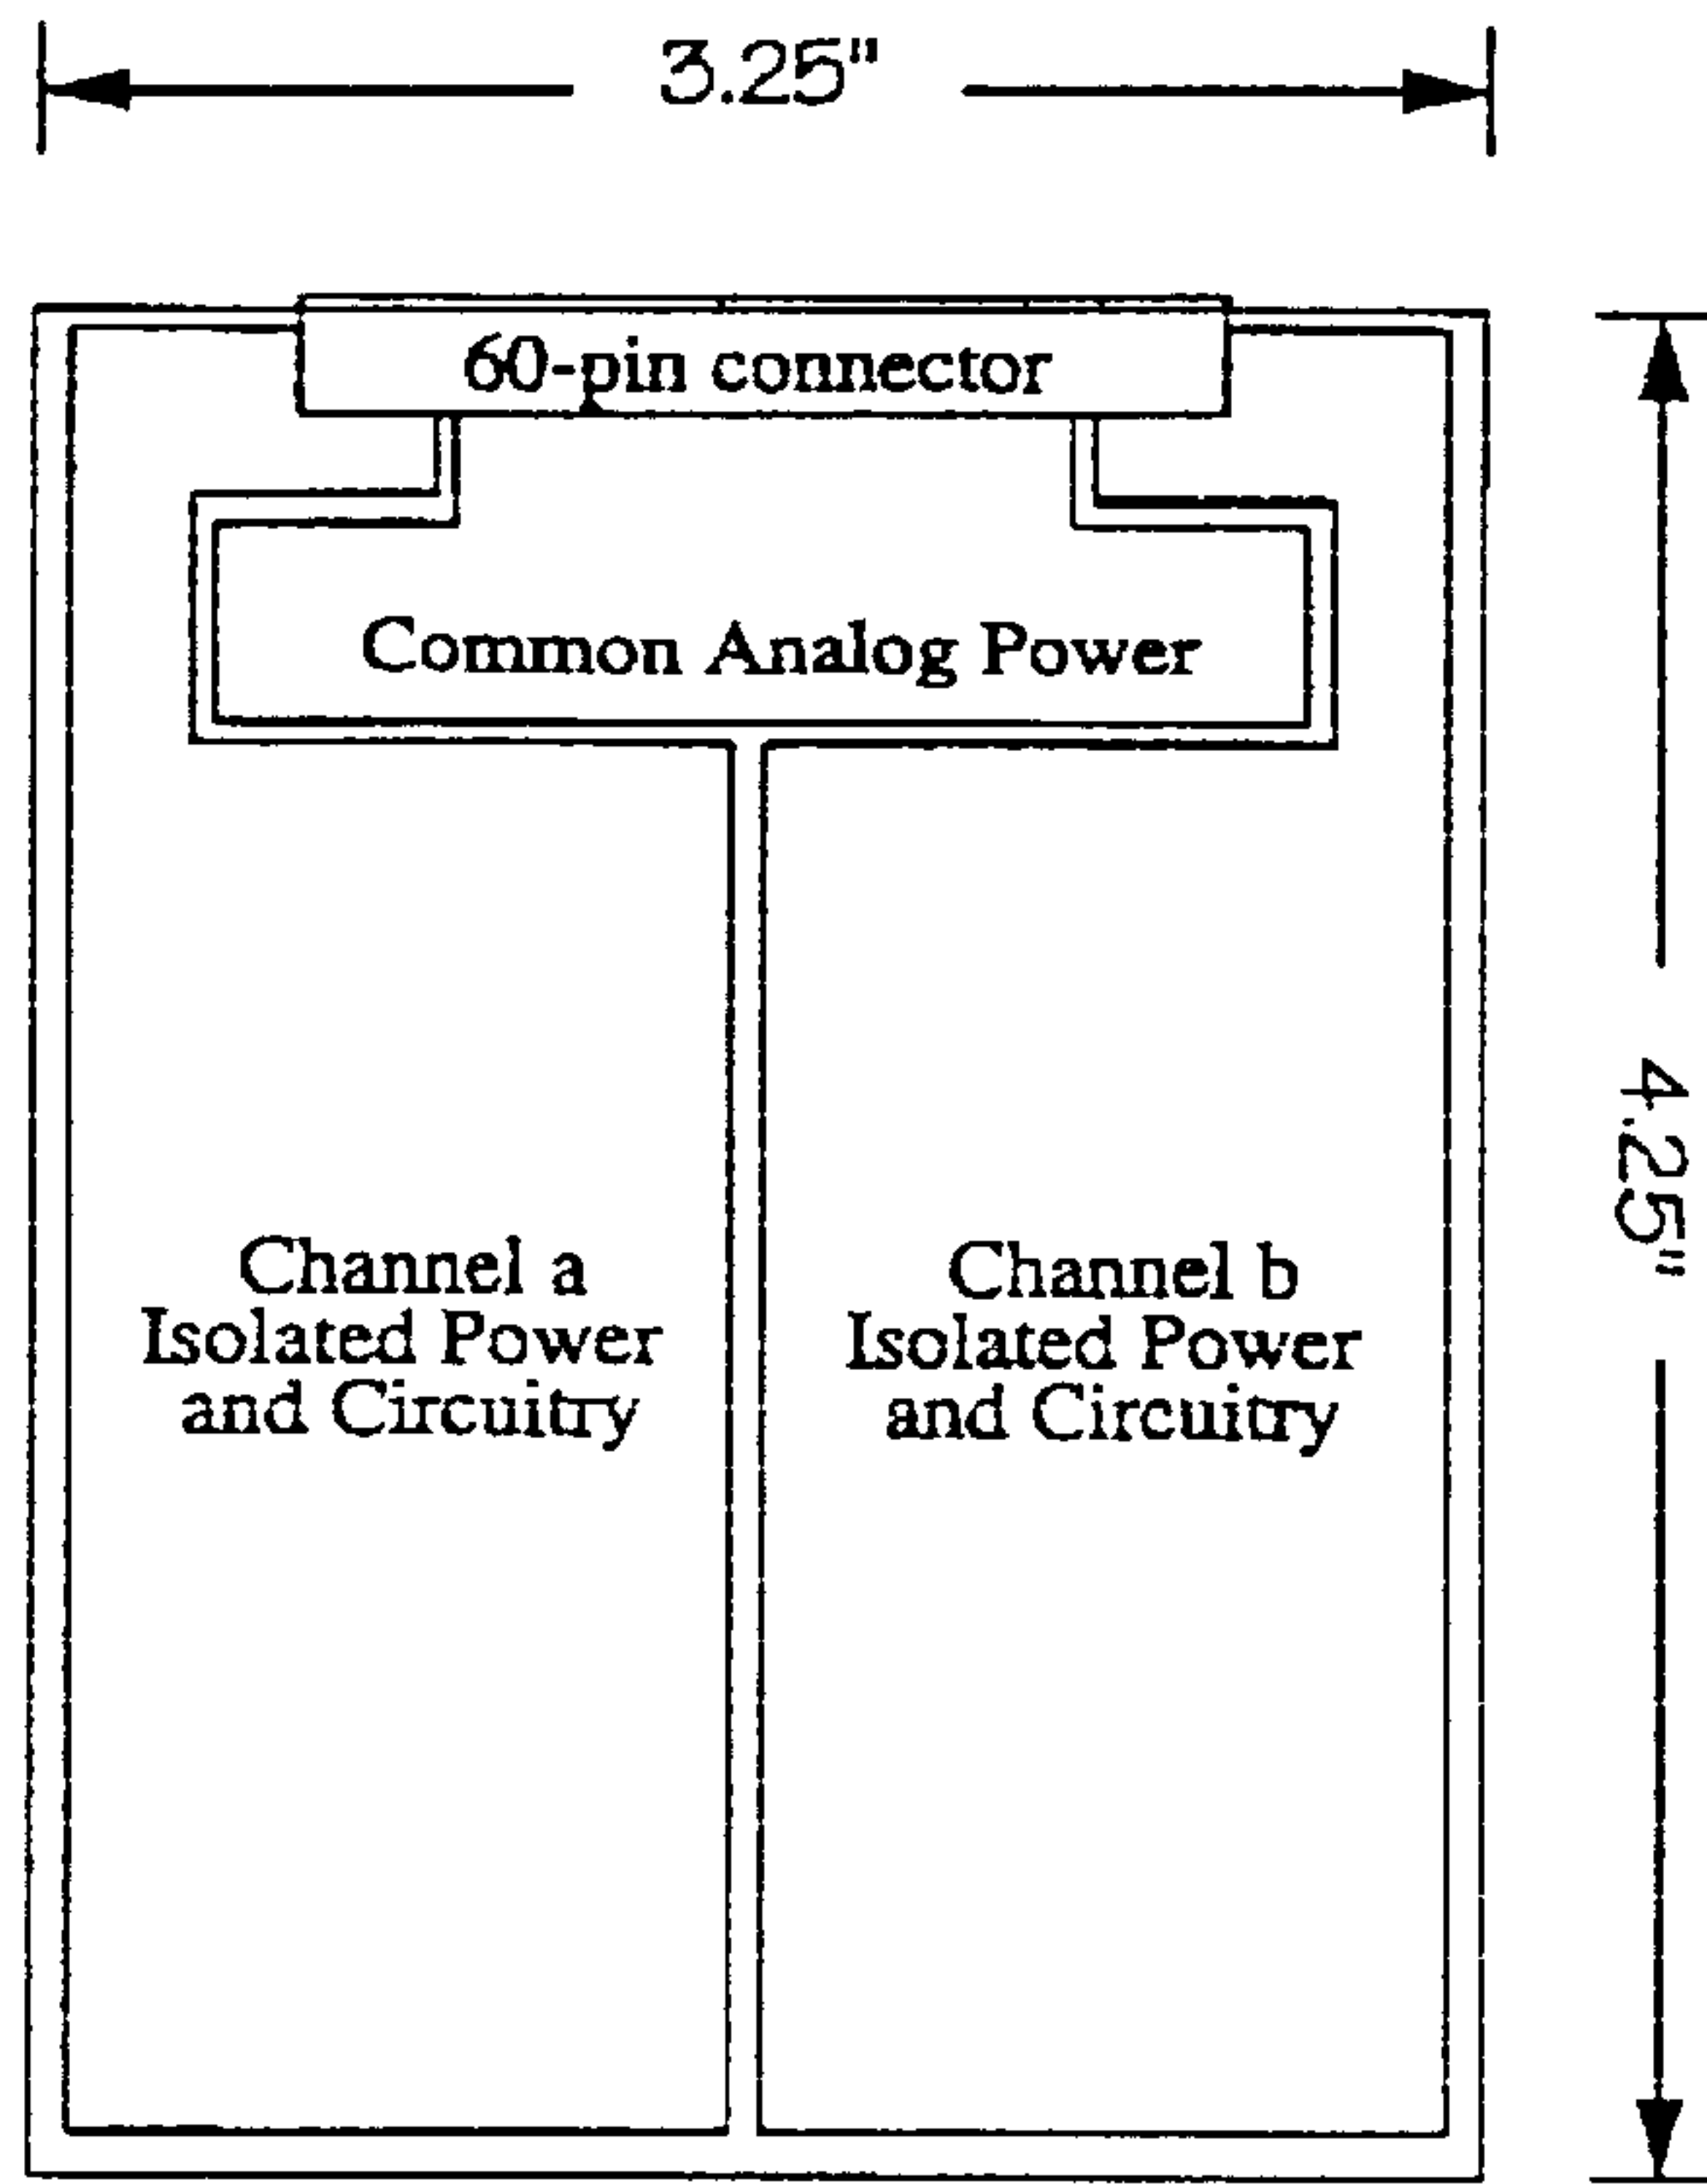 3.25"
60-pin connector
Common Analog Power
4.25"
Channel a
Isolated Power
and Circuitry
Channel b
Isolated Power
and Circuitry